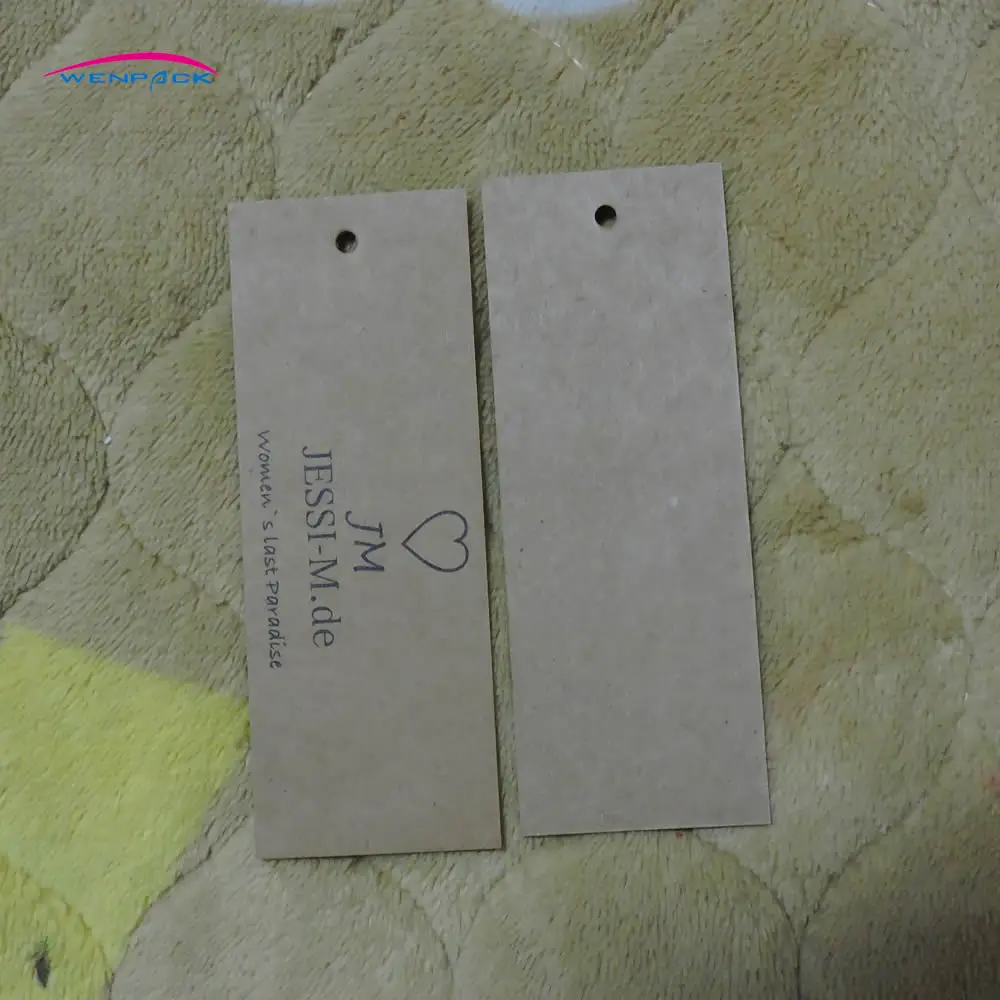 WENPACK
JM
JESSI-M.de
women`s last Paradise